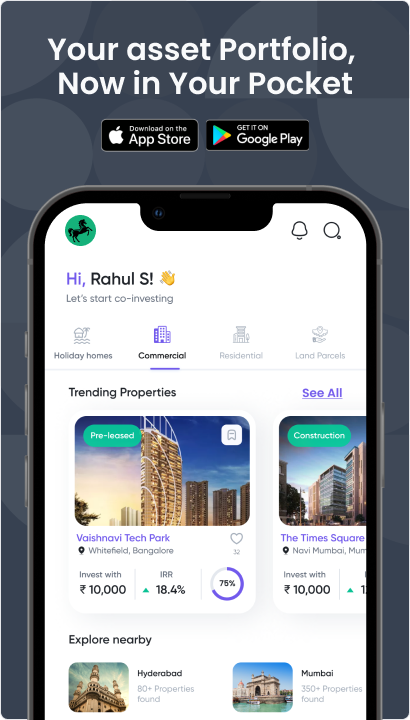 Your asset Portfolio,
Now in Your Pocket
Download on the
App Store
GET IT ON
Google Play
Hi, Rahul S! 👋
Let's start co-investing
Holiday homes
Commercial
Residential
Land Parcels
Trending Properties
See All
Pre-leased
Construction
Vaishnavi Tech Park
Whitefield, Bangalore
32
Invest with
IRR
₹ 10,000
18.4%
75%
The Times Square
Navi Mumbai,
Invest with
₹ 10,000
Explore nearby
Hyderabad
80+ Properties
found
Mumbai
350+ Properties
found